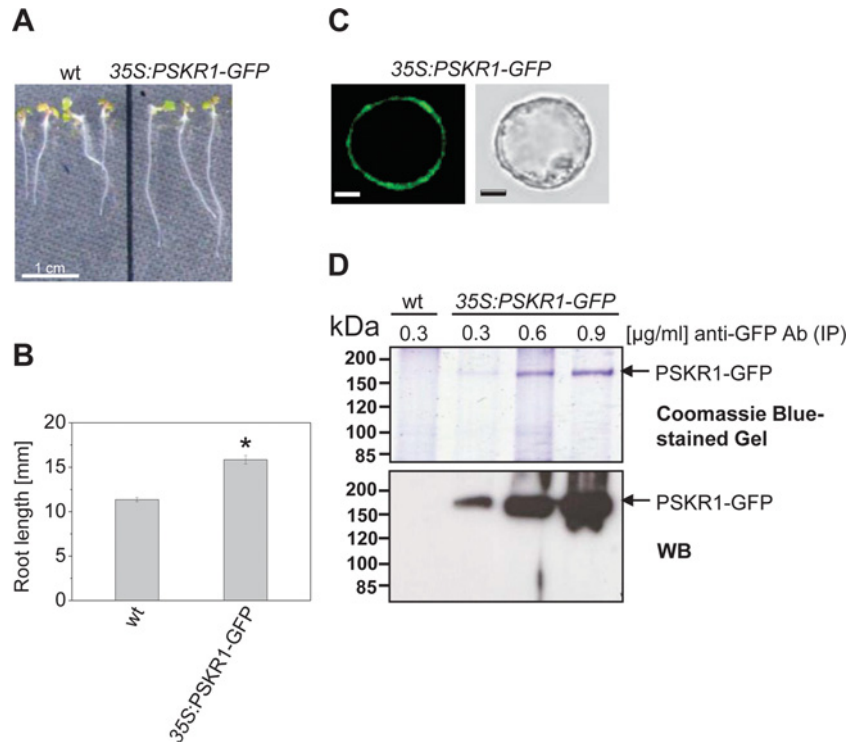 A
wt 35S:PSKR1-GFP
1 cm
B
Root length [mm]
20
15
10
5
0
*
wt
35S:PSKR1-GFP
C
35S:PSKR1-GFP
D
wt 35S:PSKR1-GFP
kDa 0.3 0.3 0.6 0.9 [µg/ml] anti-GFP Ab (IP)
200
150
120
100
85
PSKR1-GFP
Coomassie Blue-
stained Gel
200
150
120
100
85
PSKR1-GFP
WB